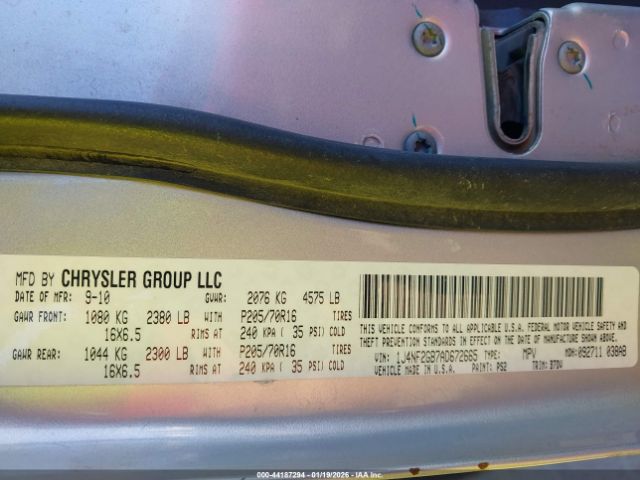 MFD BY CHRYSLER GROUP LLC
DATE OF MFR: 9-10 GVWR: 2076 KG 4575 LB
GAWR FRONT: 1080 KG 2380 LB WITH P205/70R16 TIRES
16X6.5 RIMS AT 240 KPA ( 35 PSI) COLD
GAWR REAR: 1044 KG 2300 LB WITH P205/70R16 TIRES
16X6.5 RIMS AT 240 KPA ( 35 PSI) COLD
THIS VEHICLE CONFORMS TO ALL APPLICABLE U.S.A. FEDERAL MOTOR VEHICLE SAFETY AND
THEFT PREVENTION STANDARDS IN EFFECT ON THE DATE OF MANUFACTURE SHOWN ABOVE.
VIN: 1J4NF2GB7AD672665 TYPE: MPV MDH: 092711 038AB
VEHICLE MADE IN U.S.A. PAINT: PS2 TRIM: B7DV
000-44187294 - 01/19/2026 - IAA Inc.